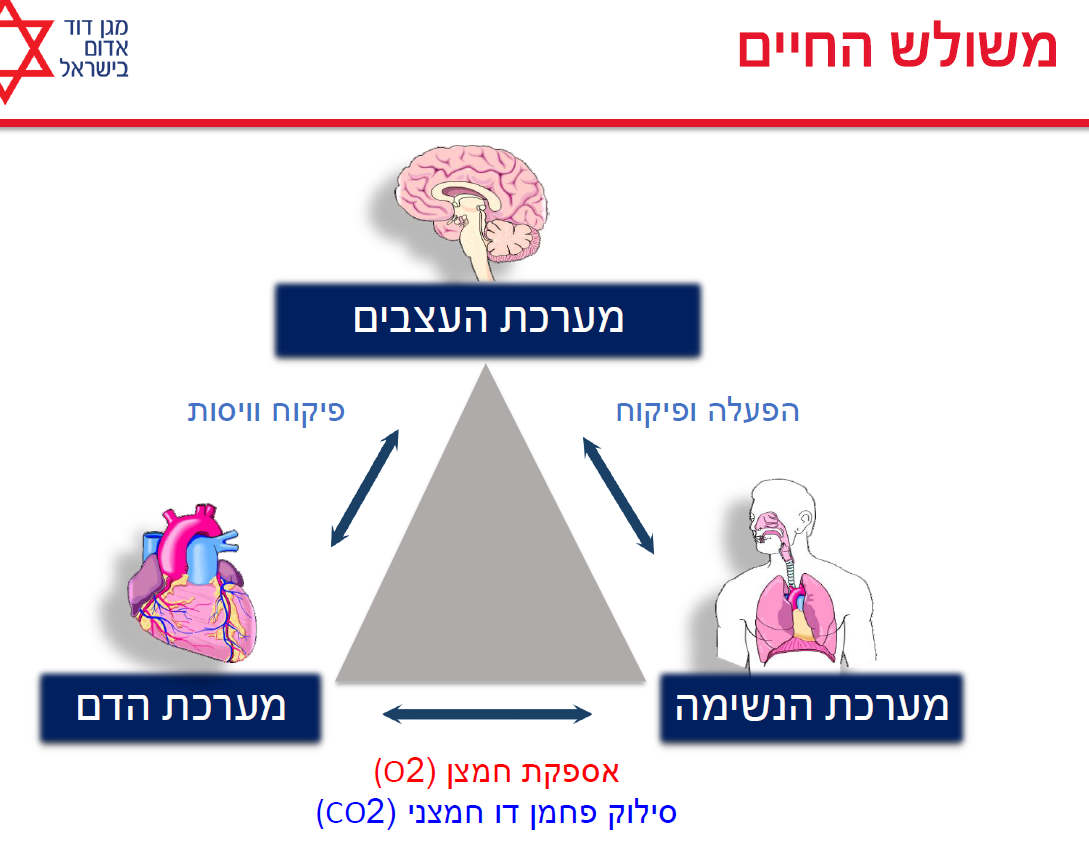 מגן דוד
אדום
בישראל
משולש החיים
מערכת העצבים
הפעלה ופיקוח
פיקוח וויסות
מערכת הנשימה
מערכת הדם
אספקת חמצן (O2)
סילוק פחמן דו חמצני (CO2)